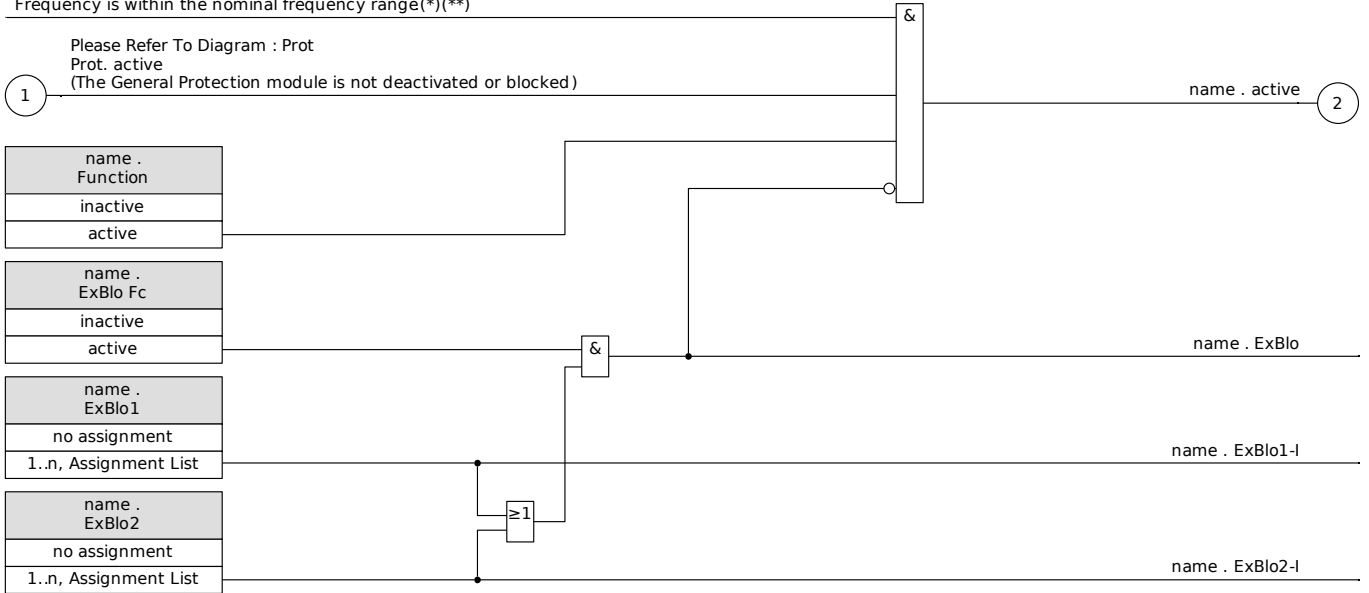 Frequency is within the nominal frequency range(*)(**)
&
Please Refer To Diagram : Prot
Prot. active
(The General Protection module is not deactivated or blocked)
1
name . active
2
name .
Function
inactive
active
name .
ExBlo Fc
inactive
active
&
name . ExBlo
name .
ExBlo1
no assignment
1..n, Assignment List
name . ExBlo1-I
name .
ExBlo2
no assignment
1..n, Assignment List
≥1
name . ExBlo2-I